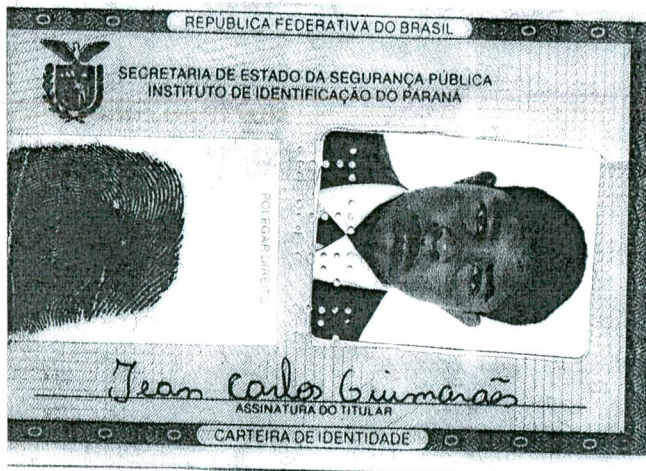 REPÚBLICA FEDERATIVA DO BRASIL
SECRETARIA DE ESTADO DA SEGURANÇA PÚBLICA
INSTITUTO DE IDENTIFICAÇÃO DO PARANÁ
POLEGAR DIREITO
Jean Carlos Guimarães
ASSINATURA DO TITULAR
CARTEIRA DE IDENTIDADE